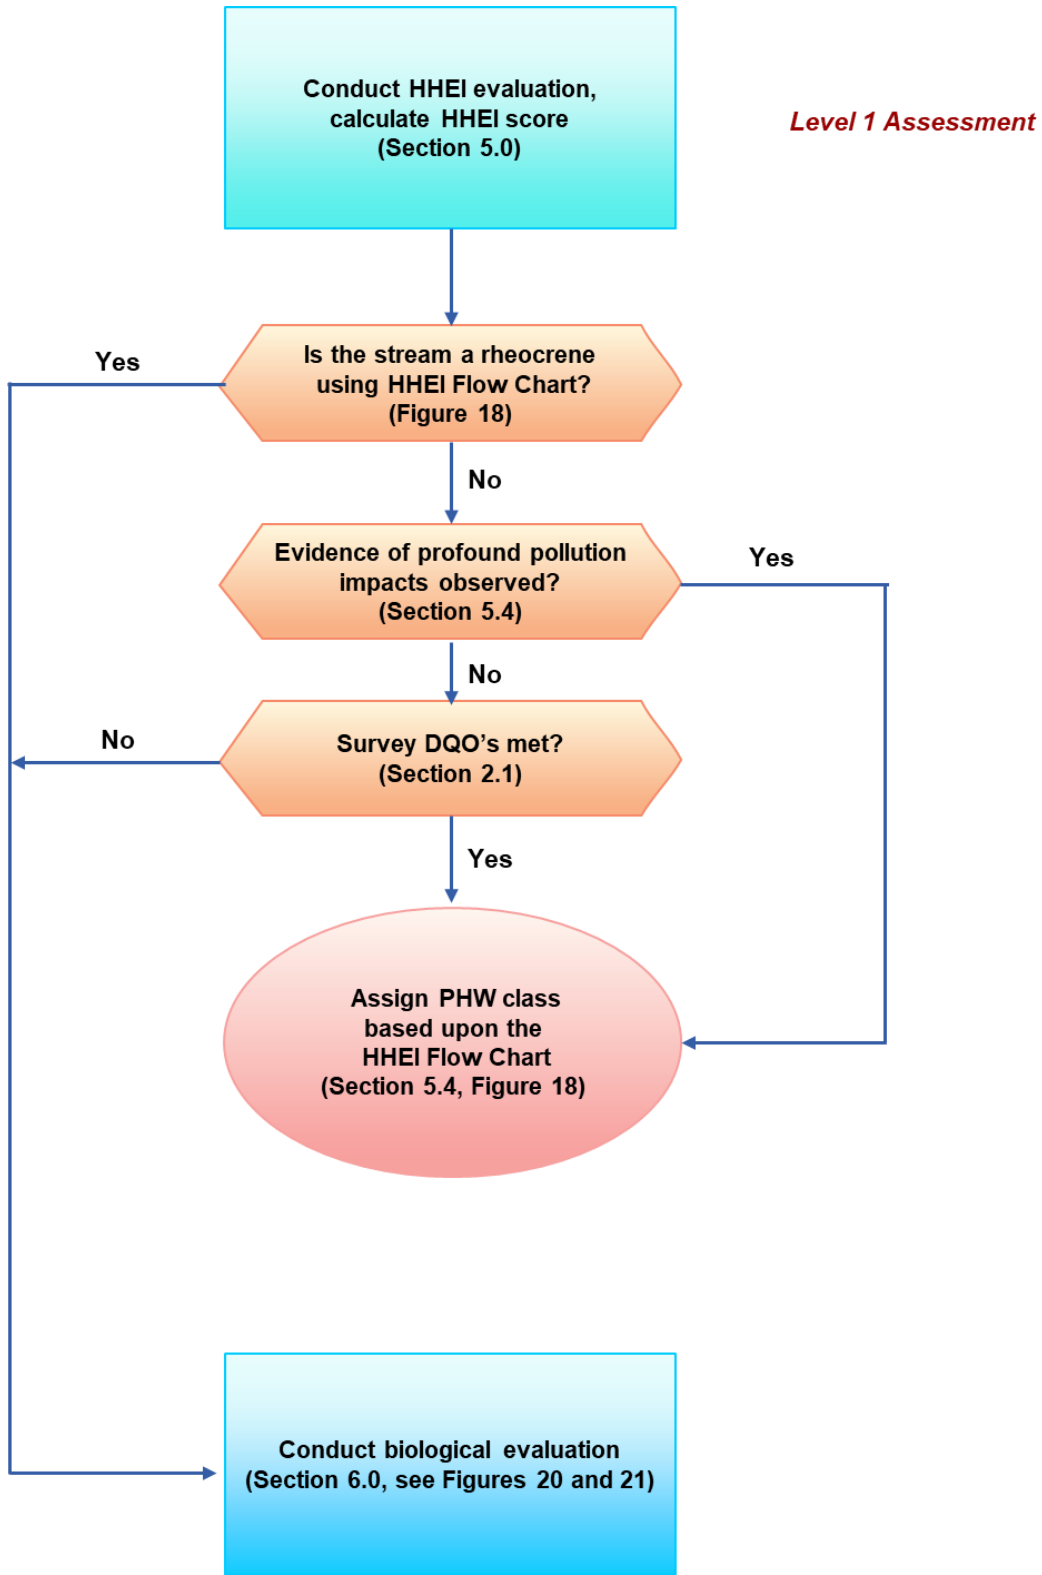 Conduct HHEI evaluation,
calculate HHEI score
(Section 5.0)
Level 1 Assessment
Is the stream a rheocrene
using HHEI Flow Chart?
(Figure 18)
Yes
No
Evidence of profound pollution
impacts observed?
(Section 5.4)
Yes
No
Survey DQO's met?
(Section 2.1)
No
Yes
Assign PHW class
based upon the
HHEI Flow Chart
(Section 5.4, Figure 18)
Conduct biological evaluation
(Section 6.0, see Figures 20 and 21)